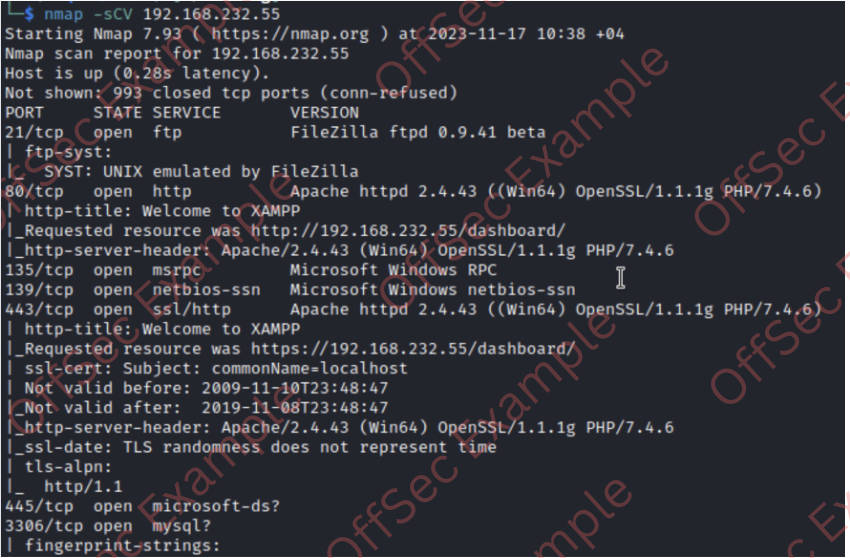 └─$ nmap -sCV 192.168.232.55
Starting Nmap 7.93 ( https://nmap.org ) at 2023-11-17 10:38 +04
Nmap scan report for 192.168.232.55
Host is up (0.28s latency).
Not shown: 993 closed tcp ports (conn-refused)
PORT     STATE SERVICE       VERSION
21/tcp   open  ftp           FileZilla ftpd 0.9.41 beta
| ftp-syst:
|_  SYST: UNIX emulated by FileZilla
80/tcp   open  http          Apache httpd 2.4.43 ((Win64) OpenSSL/1.1.1g PHP/7.4.6)
| http-title: Welcome to XAMPP
|_Requested resource was http://192.168.232.55/dashboard/
|_http-server-header: Apache/2.4.43 (Win64) OpenSSL/1.1.1g PHP/7.4.6
135/tcp  open  msrpc         Microsoft Windows RPC
139/tcp  open  netbios-ssn   Microsoft Windows netbios-ssn
443/tcp  open  ssl/http      Apache httpd 2.4.43 ((Win64) OpenSSL/1.1.1g PHP/7.4.6)
| http-title: Welcome to XAMPP
|_Requested resource was https://192.168.232.55/dashboard/
| ssl-cert: Subject: commonName=localhost
| Not valid before: 2009-11-10T23:48:47
|_Not valid after:  2019-11-08T23:48:47
|_http-server-header: Apache/2.4.43 (Win64) OpenSSL/1.1.1g PHP/7.4.6
|_ssl-date: TLS randomness does not represent time
| tls-alpn:
|_  http/1.1
445/tcp  open  microsoft-ds?
3306/tcp open  mysql?
| fingerprint-strings:
OffSec Example
OffSec Example
OffSec Example
OffSec Example